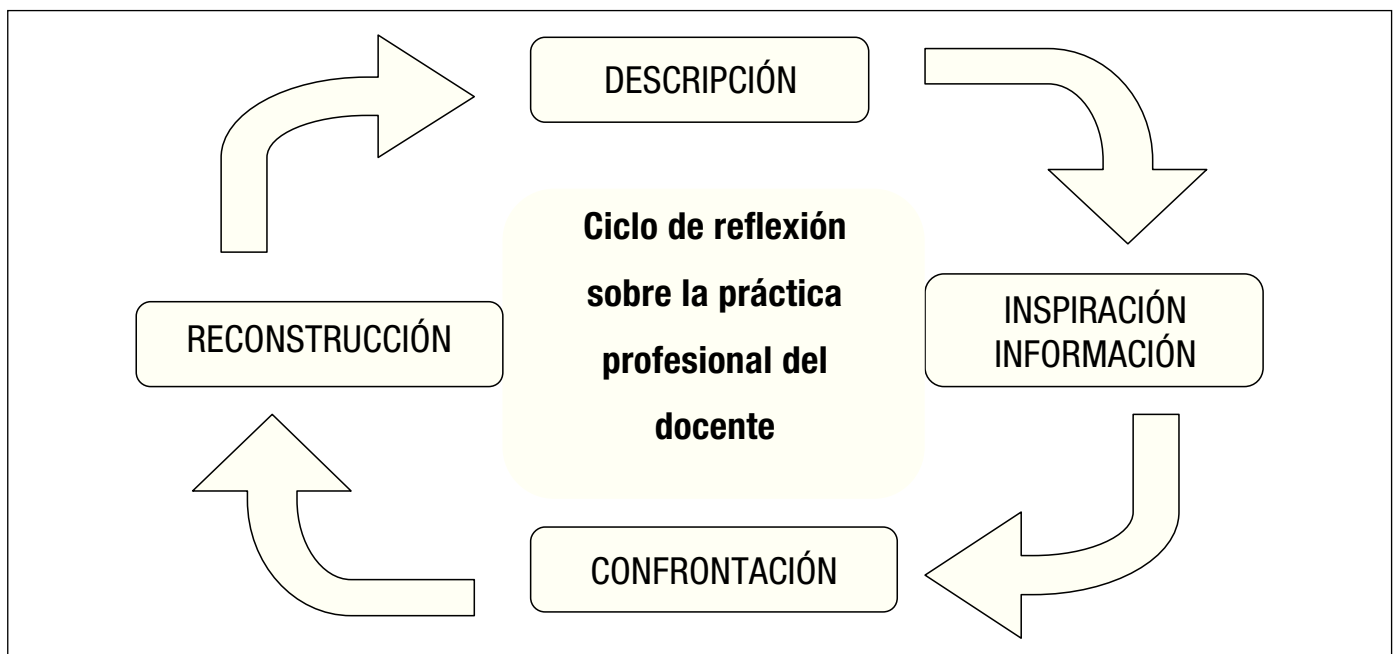 DESCRIPCIÓN
Ciclo de reflexión
sobre la práctica
profesional del
docente
INSPIRACIÓN
INFORMACIÓN
RECONSTRUCCIÓN
CONFRONTACIÓN